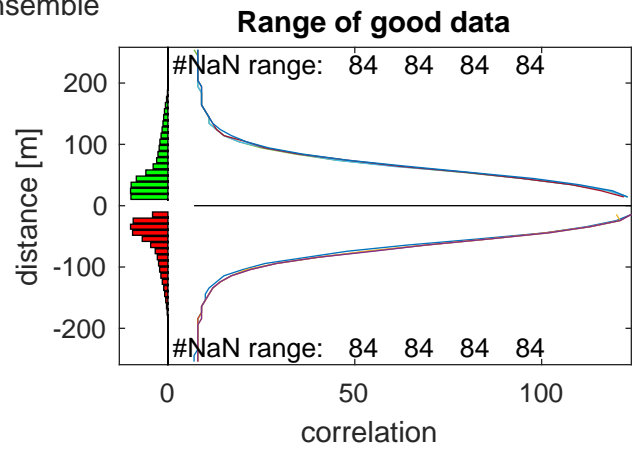 nsemble
Range of good data
#NaN range: 84 84 84 84
200
100
0
-100
-200
distance [m]
#NaN range: 84 84 84 84
0 50 100
correlation